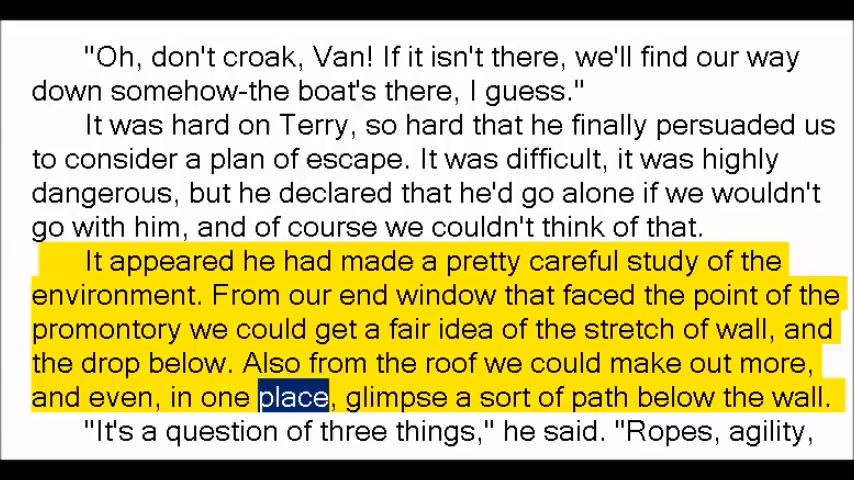 "Oh, don't croak, Van! If it isn't there, we'll find our way
down somehow-the boat's there, I guess."
It was hard on Terry, so hard that he finally persuaded us
to consider a plan of escape. It was difficult, it was highly
dangerous, but he declared that he'd go alone if we wouldn't
go with him, and of course we couldn't think of that.
It appeared he had made a pretty careful study of the
environment. From our end window that faced the point of the
promontory we could get a fair idea of the stretch of wall, and
the drop below. Also from the roof we could make out more,
and even, in one place, glimpse a sort of path below the wall.
"It's a question of three things," he said. "Ropes, agility,